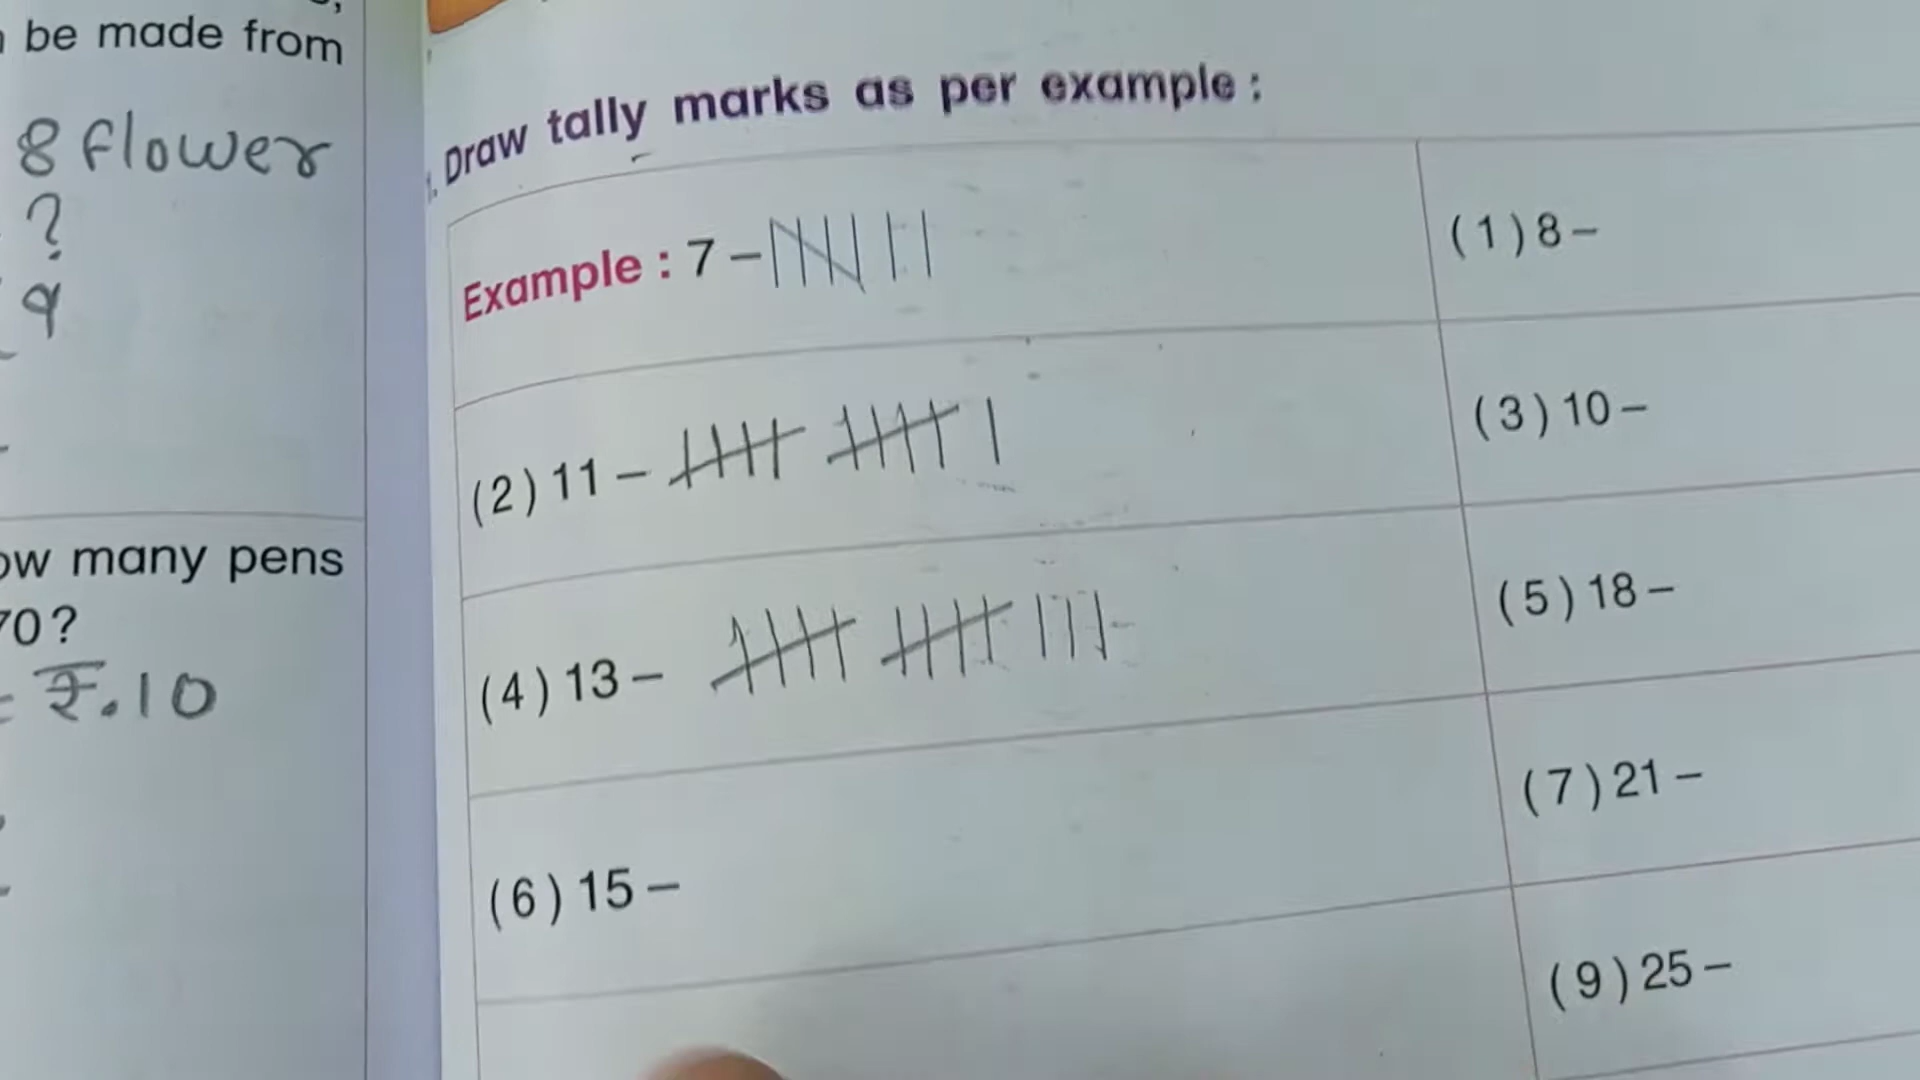 be made from
8 flower
?
9
ow many pens
70?
= ₹.10
Draw tally marks as per example :
Example : 7 –
(1) 8 –
(2) 11 –
(3) 10 –
(4) 13 –
(5) 18 –
(6) 15 –
(7) 21 –
(9) 25 –